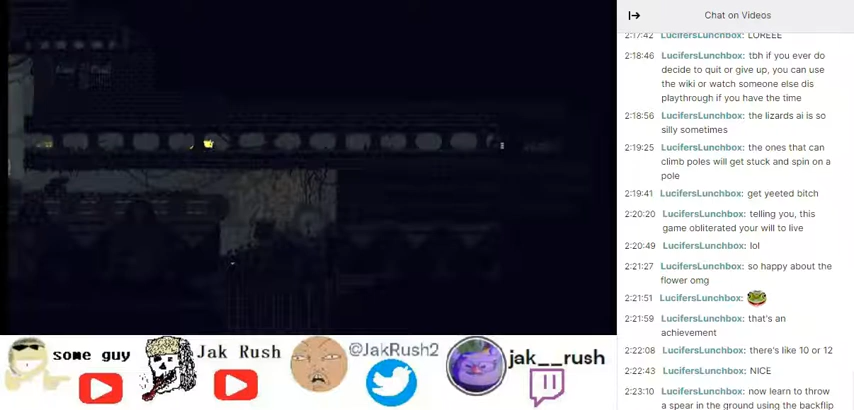 Chat on Videos
2:17:42 LucifersLunchbox: LOREEE
2:18:46 LucifersLunchbox: tbh if you ever do
decide to quit or give up, you can use
the wiki or watch someone else dis
playthrough if you have the time
2:18:56 LucifersLunchbox: the lizards ai is so
silly sometimes
2:19:25 LucifersLunchbox: the ones that can
climb poles will get stuck and spin on a
pole
2:19:41 LucifersLunchbox: get yeeted bitch
2:20:20 LucifersLunchbox: telling you, this
game obliterated your will to live
2:20:49 LucifersLunchbox: lol
2:21:27 LucifersLunchbox: so happy about the
flower omg
2:21:51 LucifersLunchbox:
2:21:59 LucifersLunchbox: that's an
achievement
2:22:08 LucifersLunchbox: there's like 10 or 12
2:22:43 LucifersLunchbox: NICE
2:23:10 LucifersLunchbox: now learn to throw
a spear in the ground using the backflip
some guy
Jak Rush
@JakRush2
jak__rush